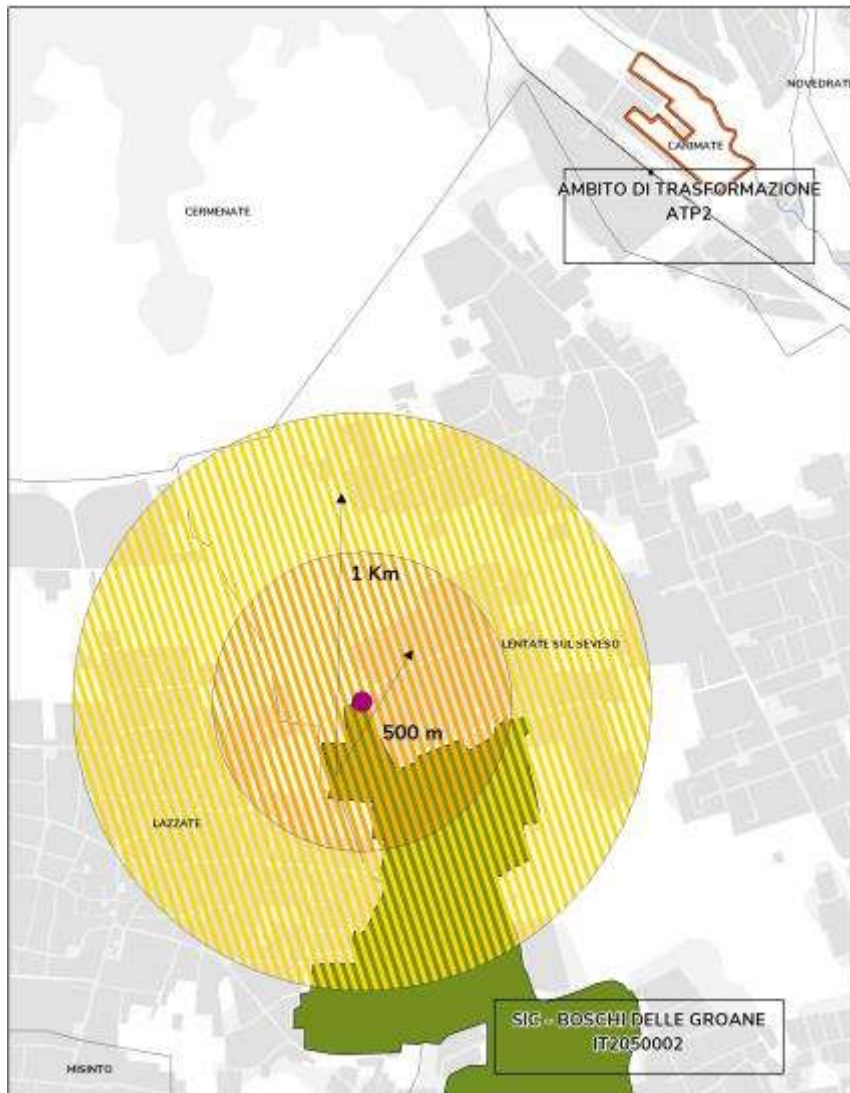 NOVEDRATE
CARIMATE
AMBITO DI TRASFORMAZIONE
ATP2
CERMENATE
1 Km
LENTATE SUL SEVESO
500 m
LAZZATE
SIC - BOSCHI DELLE GROANE
IT2050002
MISINTO